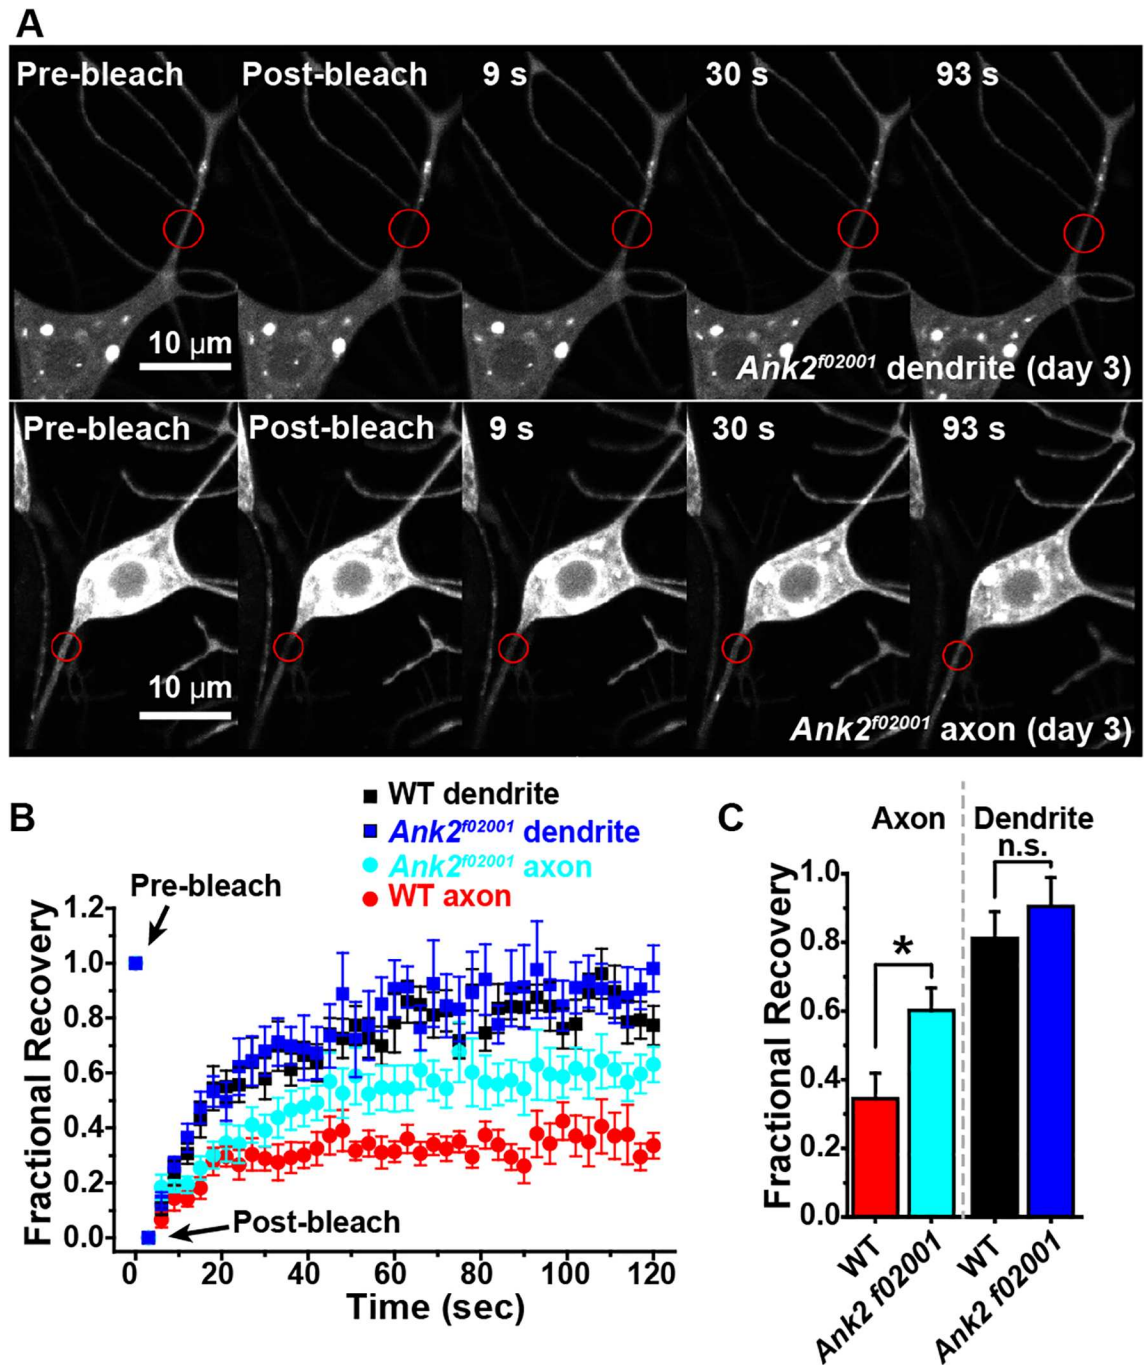 A
Pre-bleach Post-bleach 9 s 30 s 93 s
10 μm
Ank2f02001 dendrite (day 3)
Pre-bleach Post-bleach 9 s 30 s 93 s
10 μm
Ank2f02001 axon (day 3)
B
WT dendrite
Ank2f02001 dendrite
Ank2f02001 axon
WT axon
Pre-bleach
Post-bleach
Fractional Recovery
1.2
1.0
0.8
0.6
0.4
0.2
0.0
0 20 40 60 80 100 120
Time (sec)
C
Axon Dendrite
n.s.
*
Fractional Recovery
1.0
0.8
0.6
0.4
0.2
0.0
WT
Ank2 f02001
WT
Ank2 f02001